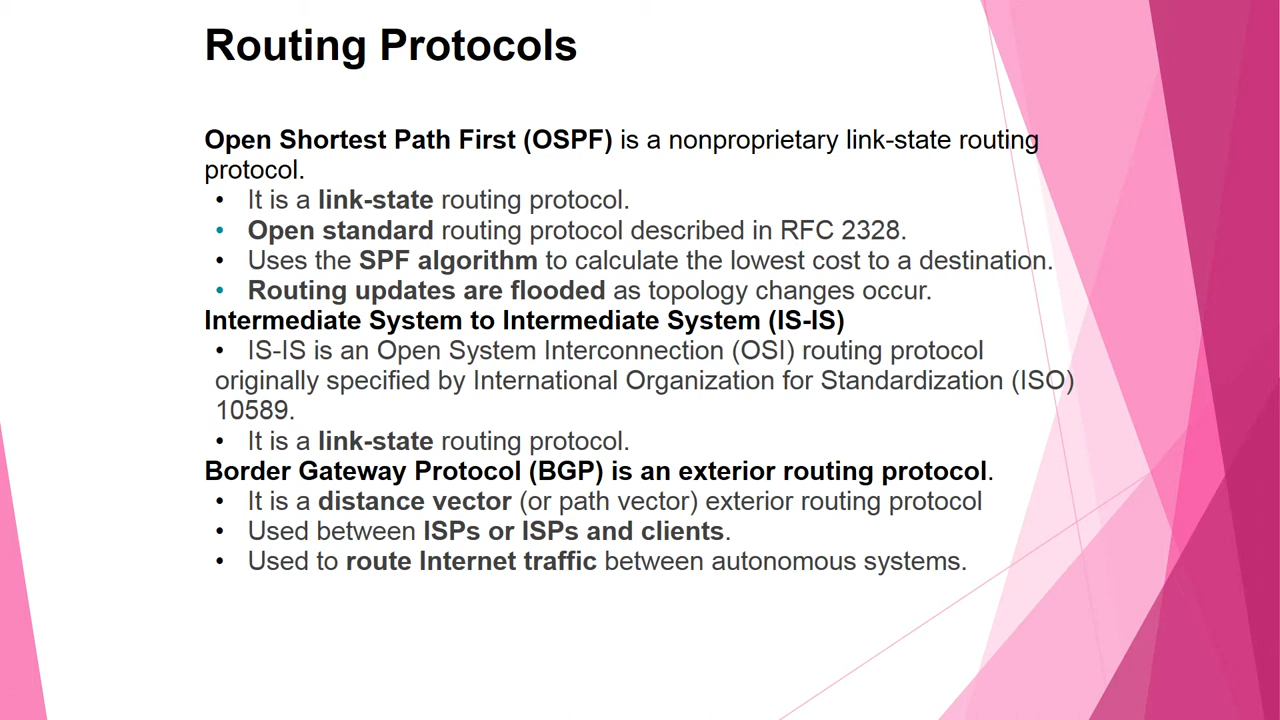 Routing Protocols
Open Shortest Path First (OSPF) is a nonproprietary link-state routing
protocol.
• It is a link-state routing protocol.
• Open standard routing protocol described in RFC 2328.
• Uses the SPF algorithm to calculate the lowest cost to a destination.
• Routing updates are flooded as topology changes occur.
Intermediate System to Intermediate System (IS-IS)
• IS-IS is an Open System Interconnection (OSI) routing protocol
originally specified by International Organization for Standardization (ISO)
10589.
• It is a link-state routing protocol.
Border Gateway Protocol (BGP) is an exterior routing protocol.
• It is a distance vector (or path vector) exterior routing protocol
• Used between ISPs or ISPs and clients.
• Used to route Internet traffic between autonomous systems.